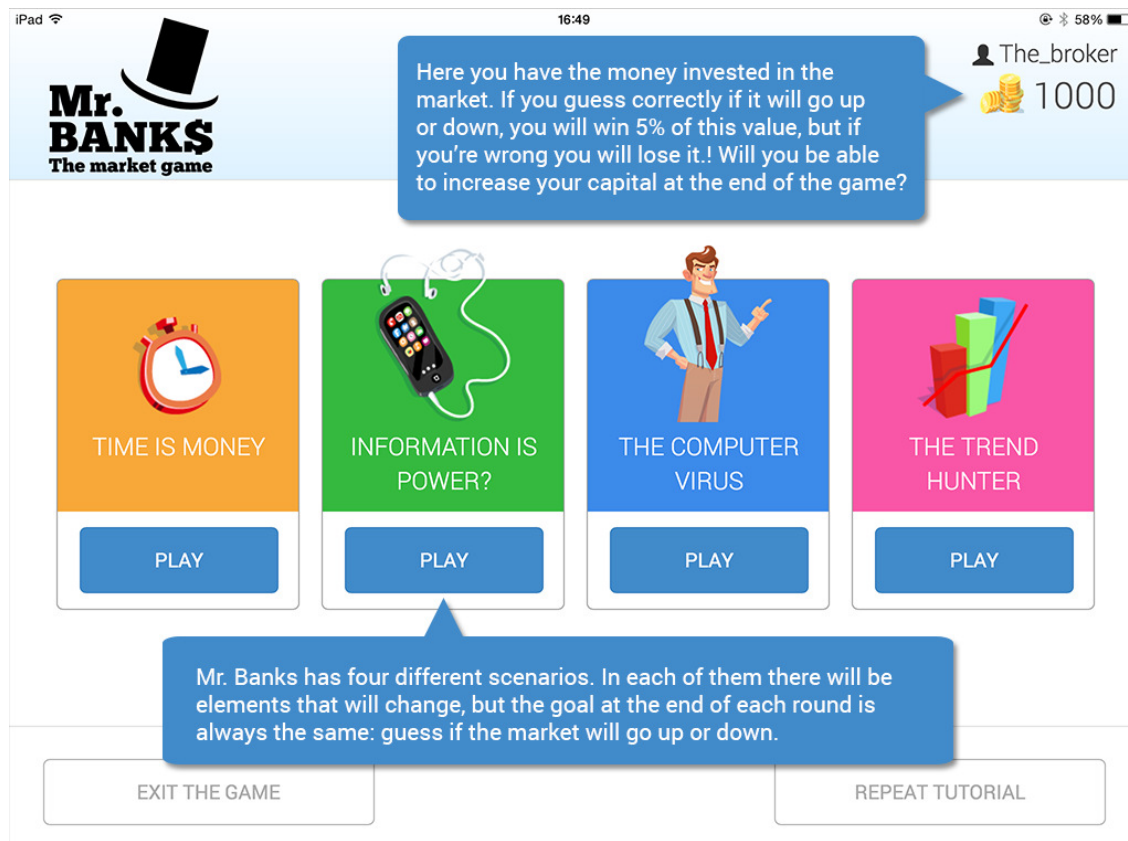 iPad 16:49 58%
Mr.
BANK$
The market game
Here you have the money invested in the
market. If you guess correctly if it will go up
or down, you will win 5% of this value, but if
you're wrong you will lose it.! Will you be able
to increase your capital at the end of the game?
The_broker
1000
TIME IS MONEY
PLAY
INFORMATION IS
POWER?
PLAY
THE COMPUTER
VIRUS
PLAY
THE TREND
HUNTER
PLAY
Mr. Banks has four different scenarios. In each of them there will be
elements that will change, but the goal at the end of each round is
always the same: guess if the market will go up or down.
EXIT THE GAME
REPEAT TUTORIAL